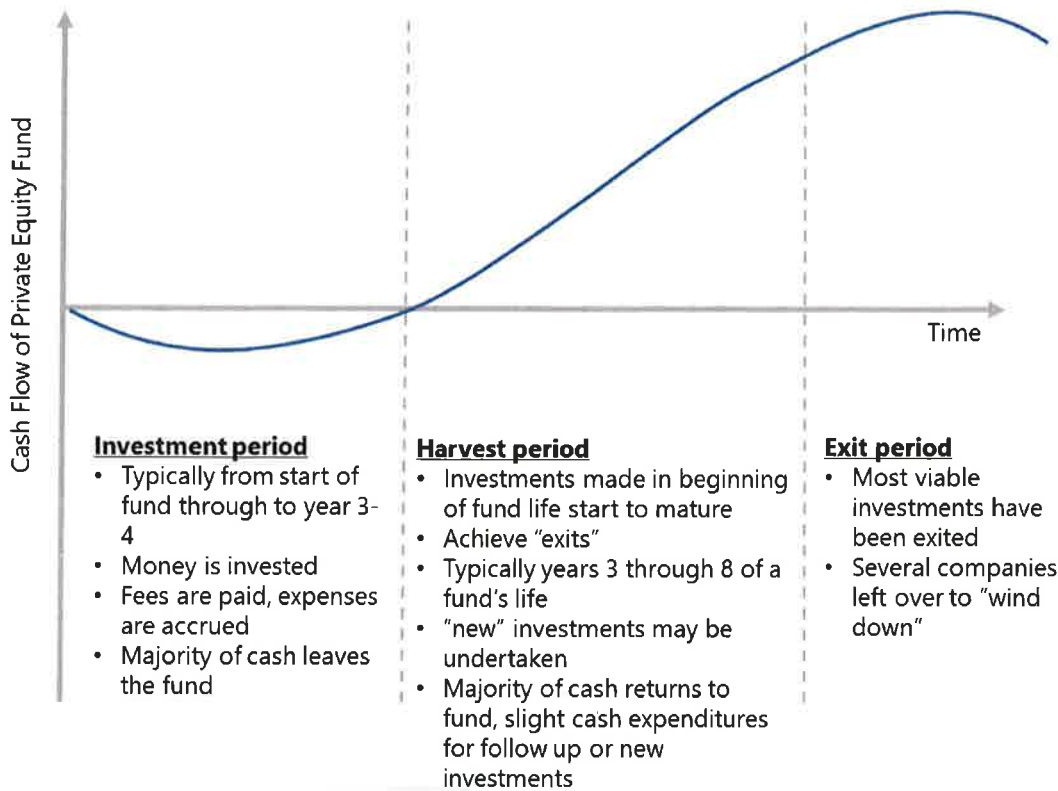 Cash Flow of Private Equity Fund
Time
Investment period
• Typically from start of
fund through to year 3-
4
• Money is invested
• Fees are paid, expenses
are accrued
• Majority of cash leaves
the fund
Harvest period
• Investments made in beginning
of fund life start to mature
• Achieve "exits"
• Typically years 3 through 8 of a
fund's life
• "new" investments may be
undertaken
• Majority of cash returns to
fund, slight cash expenditures
for follow up or new
investments
Exit period
• Most viable
investments have
been exited
• Several companies
left over to "wind
down"